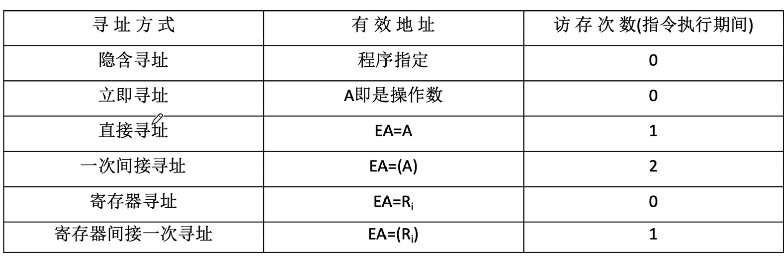 寻址方式 有效地址 访存次数(指令执行期间)
隐含寻址 程序指定 0
立即寻址 A即是操作数 0
直接寻址 EA=A 1
一次间接寻址 EA=(A) 2
寄存器寻址 EA=Ri 0
寄存器间接一次寻址 EA=(Ri) 1